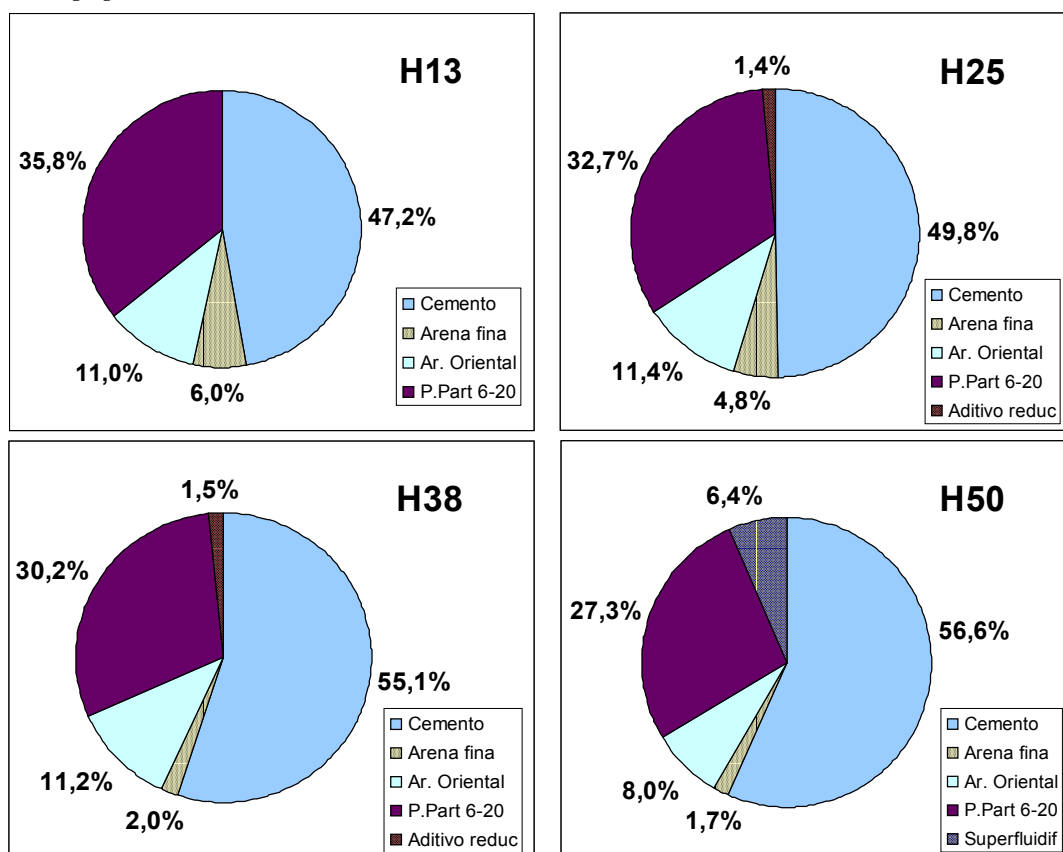 H13
35,8%
47,2%
11,0%
6,0%
Cemento
Arena fina
Ar. Oriental
P.Part 6-20
H25
1,4%
32,7%
49,8%
11,4%
4,8%
Cemento
Arena fina
Ar. Oriental
P.Part 6-20
Aditivo reduc
H38
1,5%
30,2%
55,1%
11,2%
2,0%
Cemento
Arena fina
Ar. Oriental
P.Part 6-20
Aditivo reduc
H50
6,4%
27,3%
56,6%
8,0%
1,7%
Cemento
Arena fina
Ar. Oriental
P.Part 6-20
Superfluidif